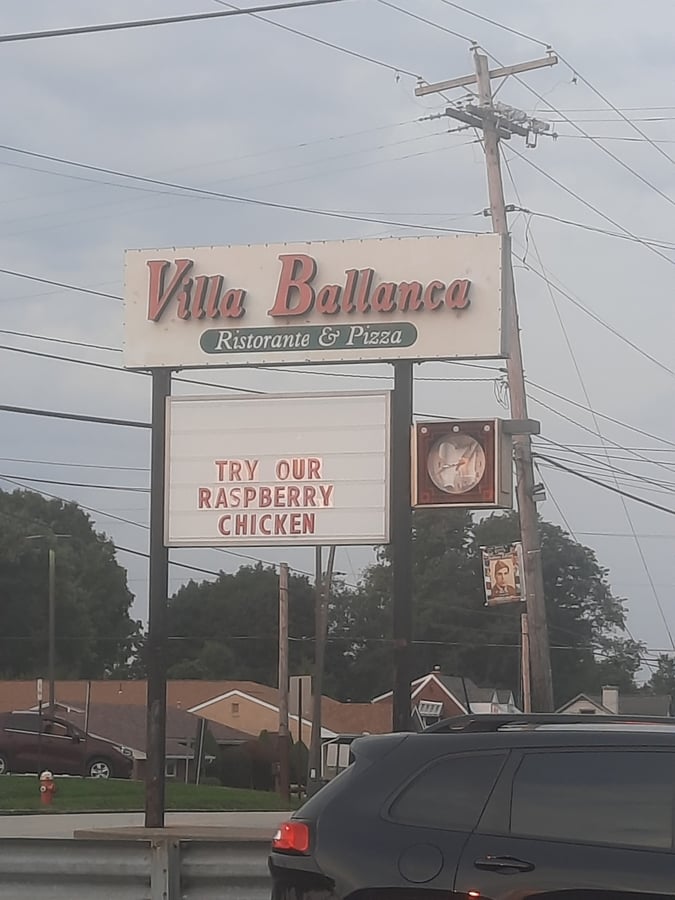 Villa Ballanca
Ristorante & Pizza
TRY OUR
RASPBERRY
CHICKEN